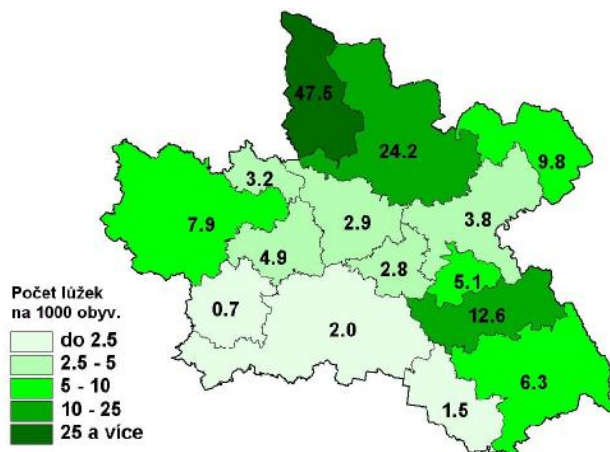 47.5
24.2
9.8
3.2
7.9
2.9
3.8
4.9
2.8
5.1
0.7
2.0
12.6
6.3
1.5
Počet lůžek
na 1000 obyv.
do 2.5
2.5 - 5
5 - 10
10 - 25
25 a více